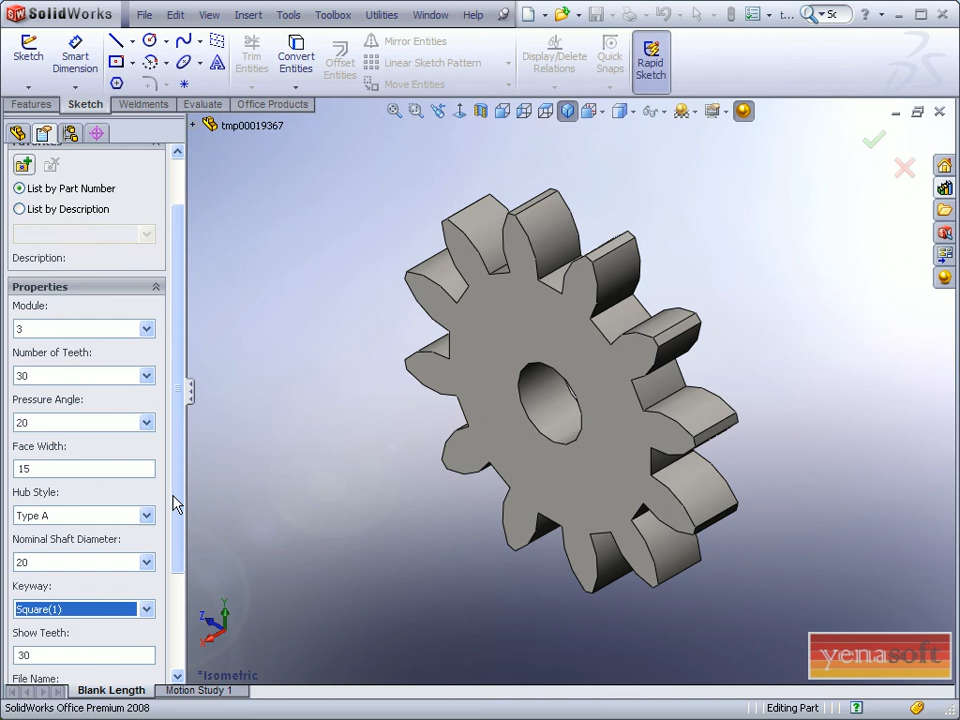 SolidWorks File Edit View Insert Tools Toolbox Utilities Window Help t... Sc ?
Sketch
Smart Dimension
Trim Entities
Convert Entities
Offset Entities
Mirror Entities
Linear Sketch Pattern
Move Entities
Display/Delete Relations
Quick Snaps
Rapid Sketch
Features Sketch Weldments Evaluate Office Products
tmp00019367
List by Part Number
List by Description
Description:
Properties
Module:
3
Number of Teeth:
30
Pressure Angle:
20
Face Width:
15
Hub Style:
Type A
Nominal Shaft Diameter:
20
Keyway:
Square(1)
Show Teeth:
30
File Name:
Y
Z
X
*Isometric
yenasoft
Blank Length Motion Study 1
SolidWorks Office Premium 2008 Editing Part ?